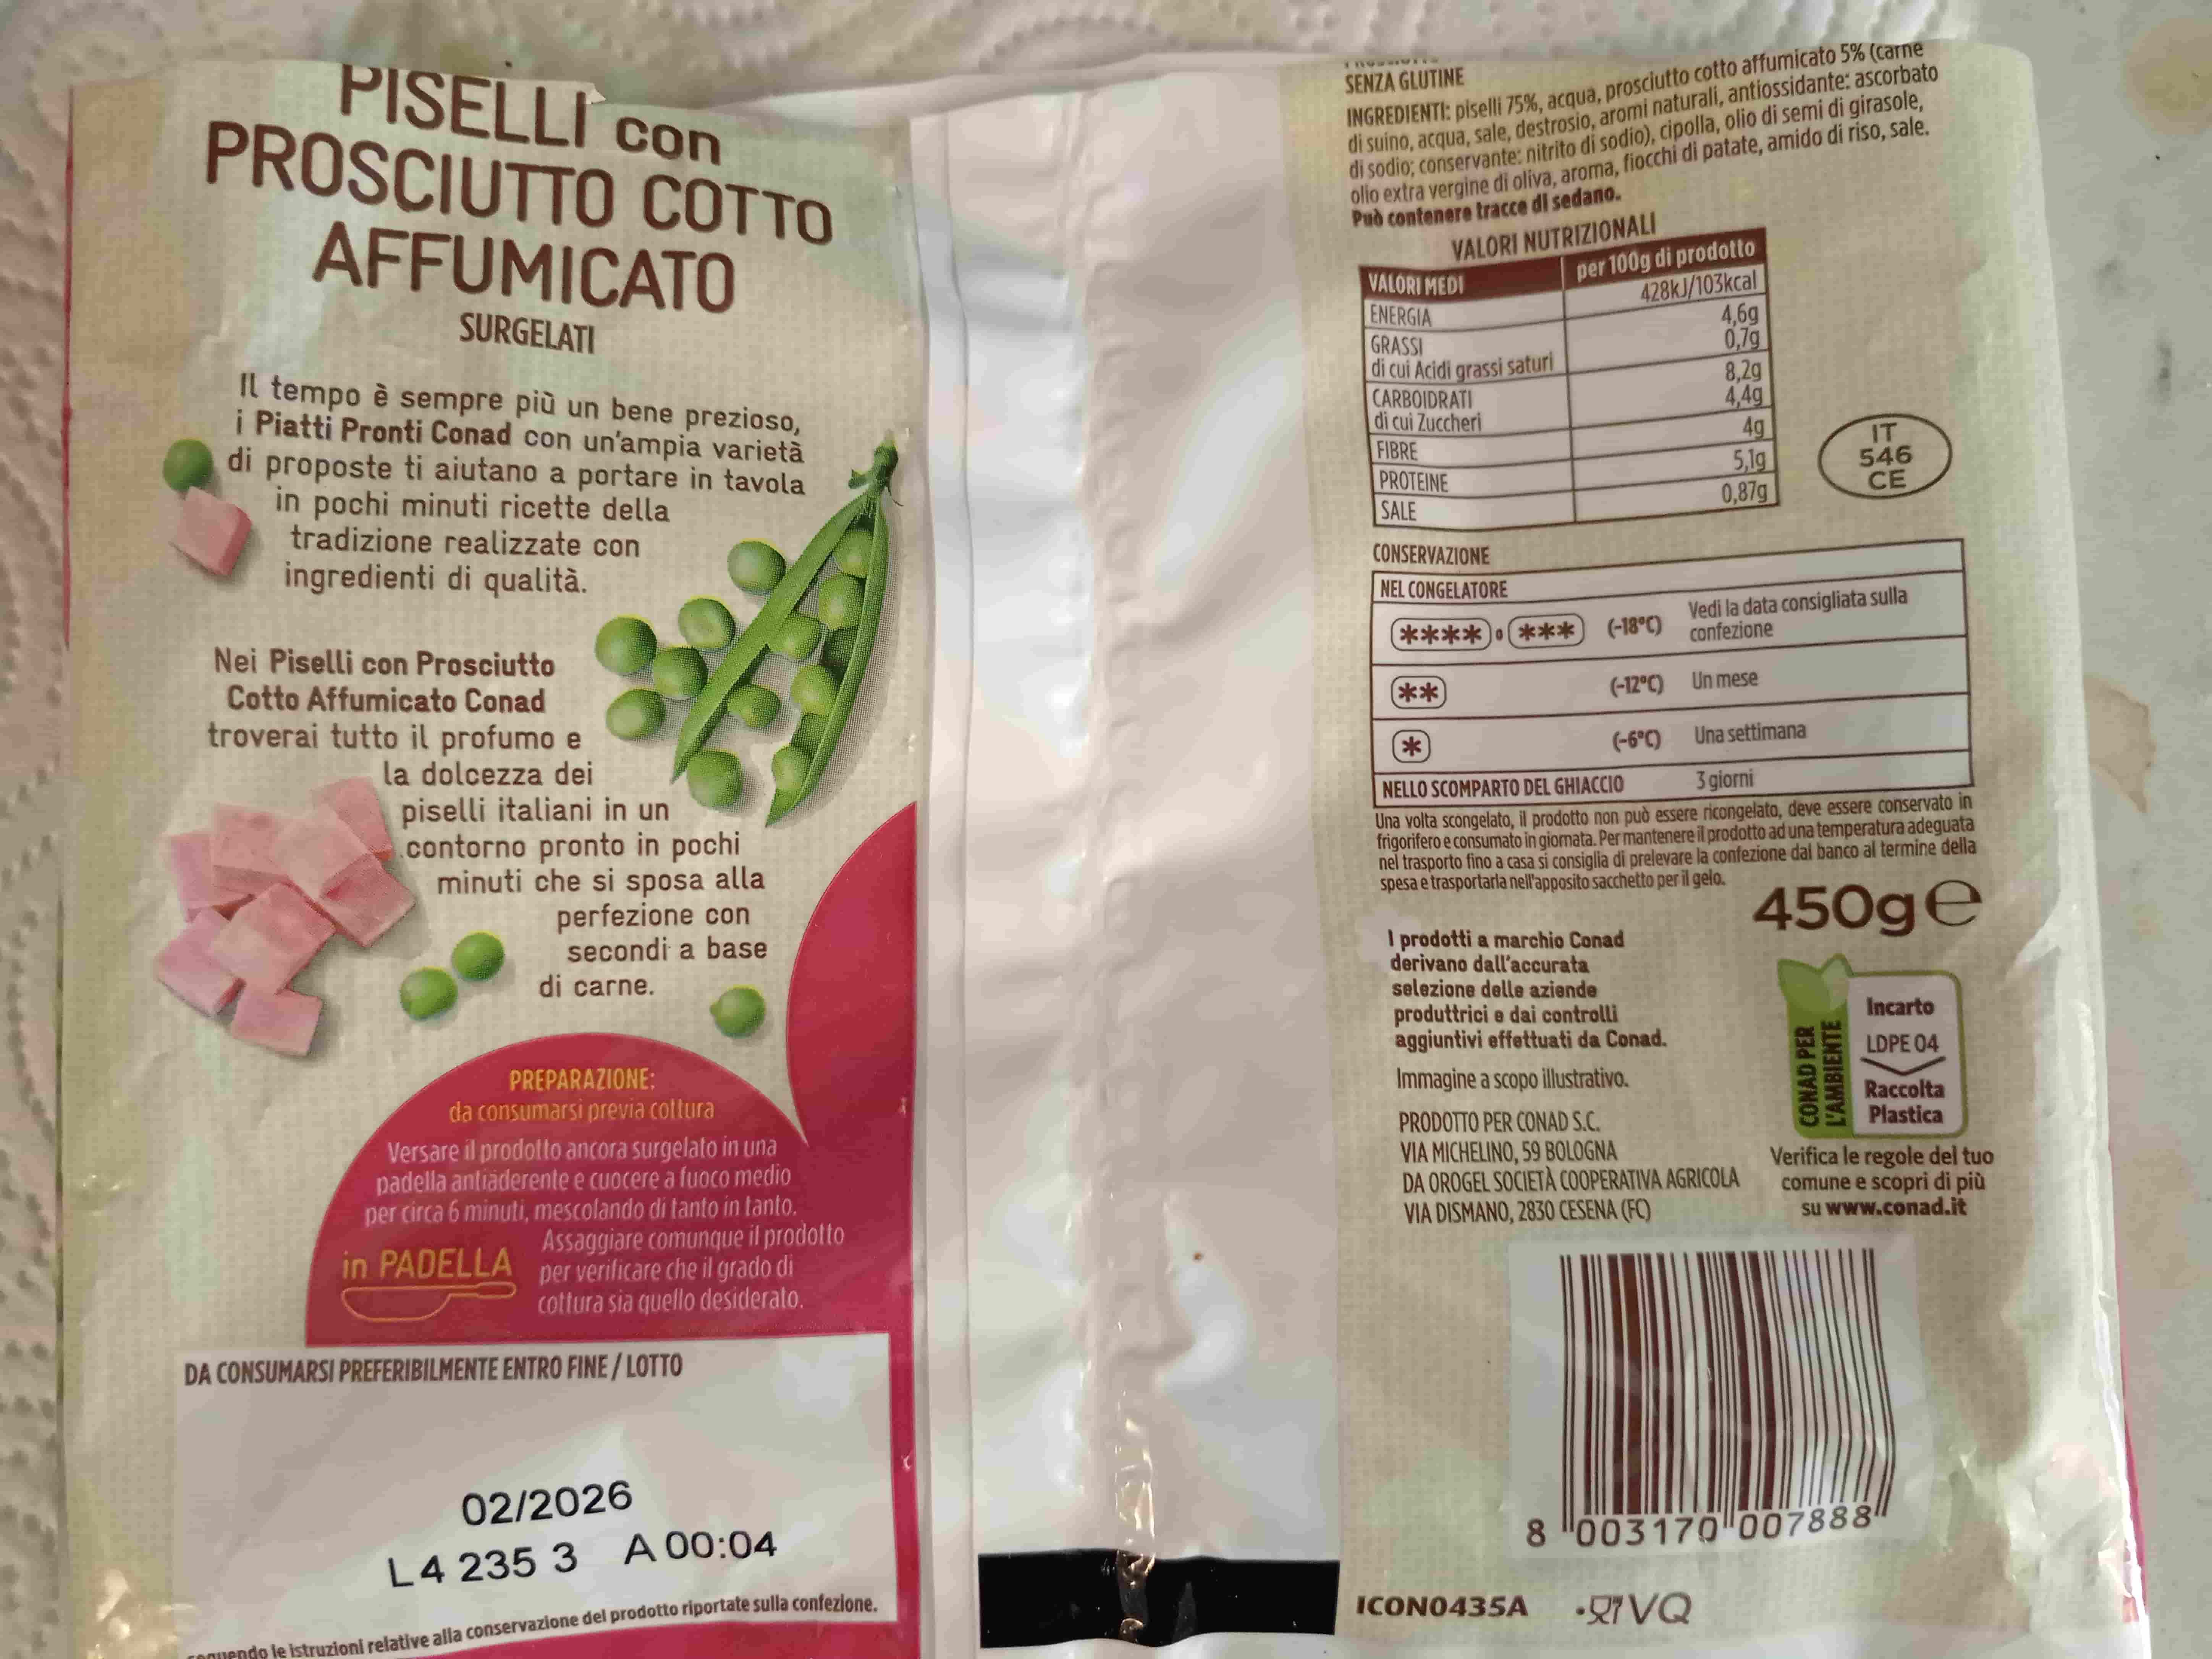 PISELLI con
PROSCIUTTO COTTO
AFFUMICATO
SURGELATI
Il tempo è sempre più un bene prezioso,
i Piatti Pronti Conad con un'ampia varietà
di proposte ti aiutano a portare in tavola
in pochi minuti ricette della
tradizione realizzate con
ingredienti di qualità.
Nei Piselli con Prosciutto
Cotto Affumicato Conad
troverai tutto il profumo e
la dolcezza dei
piselli italiani in un
contorno pronto in pochi
minuti che si sposa alla
perfezione con
secondi a base
di carne.
PREPARAZIONE:
da consumarsi previa cottura
Versare il prodotto ancora surgelato in una
padella antiaderente e cuocere a fuoco medio
per circa 6 minuti, mescolando di tanto in tanto.
Assaggiare comunque il prodotto
per verificare che il grado di
cottura sia quello desiderato.
in PADELLA
DA CONSUMARSI PREFERIBILMENTE ENTRO FINE / LOTTO
02/2026
L4 235 3 A 00:04
le istruzioni relative alla conservazione del prodotto riportate sulla confezione.
SENZA GLUTINE
INGREDIENTI: piselli 75%, acqua, prosciutto cotto affumicato 5% (carne
di suino, acqua, sale, destrosio, aromi naturali, antiossidante: ascorbato
di sodio; conservante: nitrito di sodio), cipolla, olio di semi di girasole,
olio extra vergine di oliva, aroma, fiocchi di patate, amido di riso, sale.
Può contenere tracce di sedano.
VALORI NUTRIZIONALI
VALORI MEDI per 100g di prodotto
ENERGIA 428kJ/103kcal
GRASSI 4,6g
di cui Acidi grassi saturi 0,7g
CARBOIDRATI 8,2g
di cui Zuccheri 4,4g
FIBRE 4g
PROTEINE 5,1g
SALE 0,87g
IT
546
CE
CONSERVAZIONE
NEL CONGELATORE
**** o *** (-18°C) Vedi la data consigliata sulla
confezione
** (-12°C) Un mese
* (-6°C) Una settimana
NELLO SCOMPARTO DEL GHIACCIO 3 giorni
Una volta scongelato, il prodotto non può essere ricongelato, deve essere conservato in
frigorifero e consumato in giornata. Per mantenere il prodotto ad una temperatura adeguata
nel trasporto fino a casa si consiglia di prelevare la confezione dal banco al termine della
spesa e trasportarla nell'apposito sacchetto per il gelo.
450g e
I prodotti a marchio Conad
derivano dall'accurata
selezione delle aziende
produttrici e dai controlli
aggiuntivi effettuati da Conad.
Immagine a scopo illustrativo.
PRODOTTO PER CONAD S.C.
VIA MICHELINO, 59 BOLOGNA
DA OROGEL SOCIETÀ COOPERATIVA AGRICOLA
VIA DISMANO, 2830 CESENA (FC)
CONAD PER
L'AMBIENTE
Incarto
LDPE 04
Raccolta
Plastica
Verifica le regole del tuo
comune e scopri di più
su www.conad.it
8 003170 007888
ICON0435A VQ